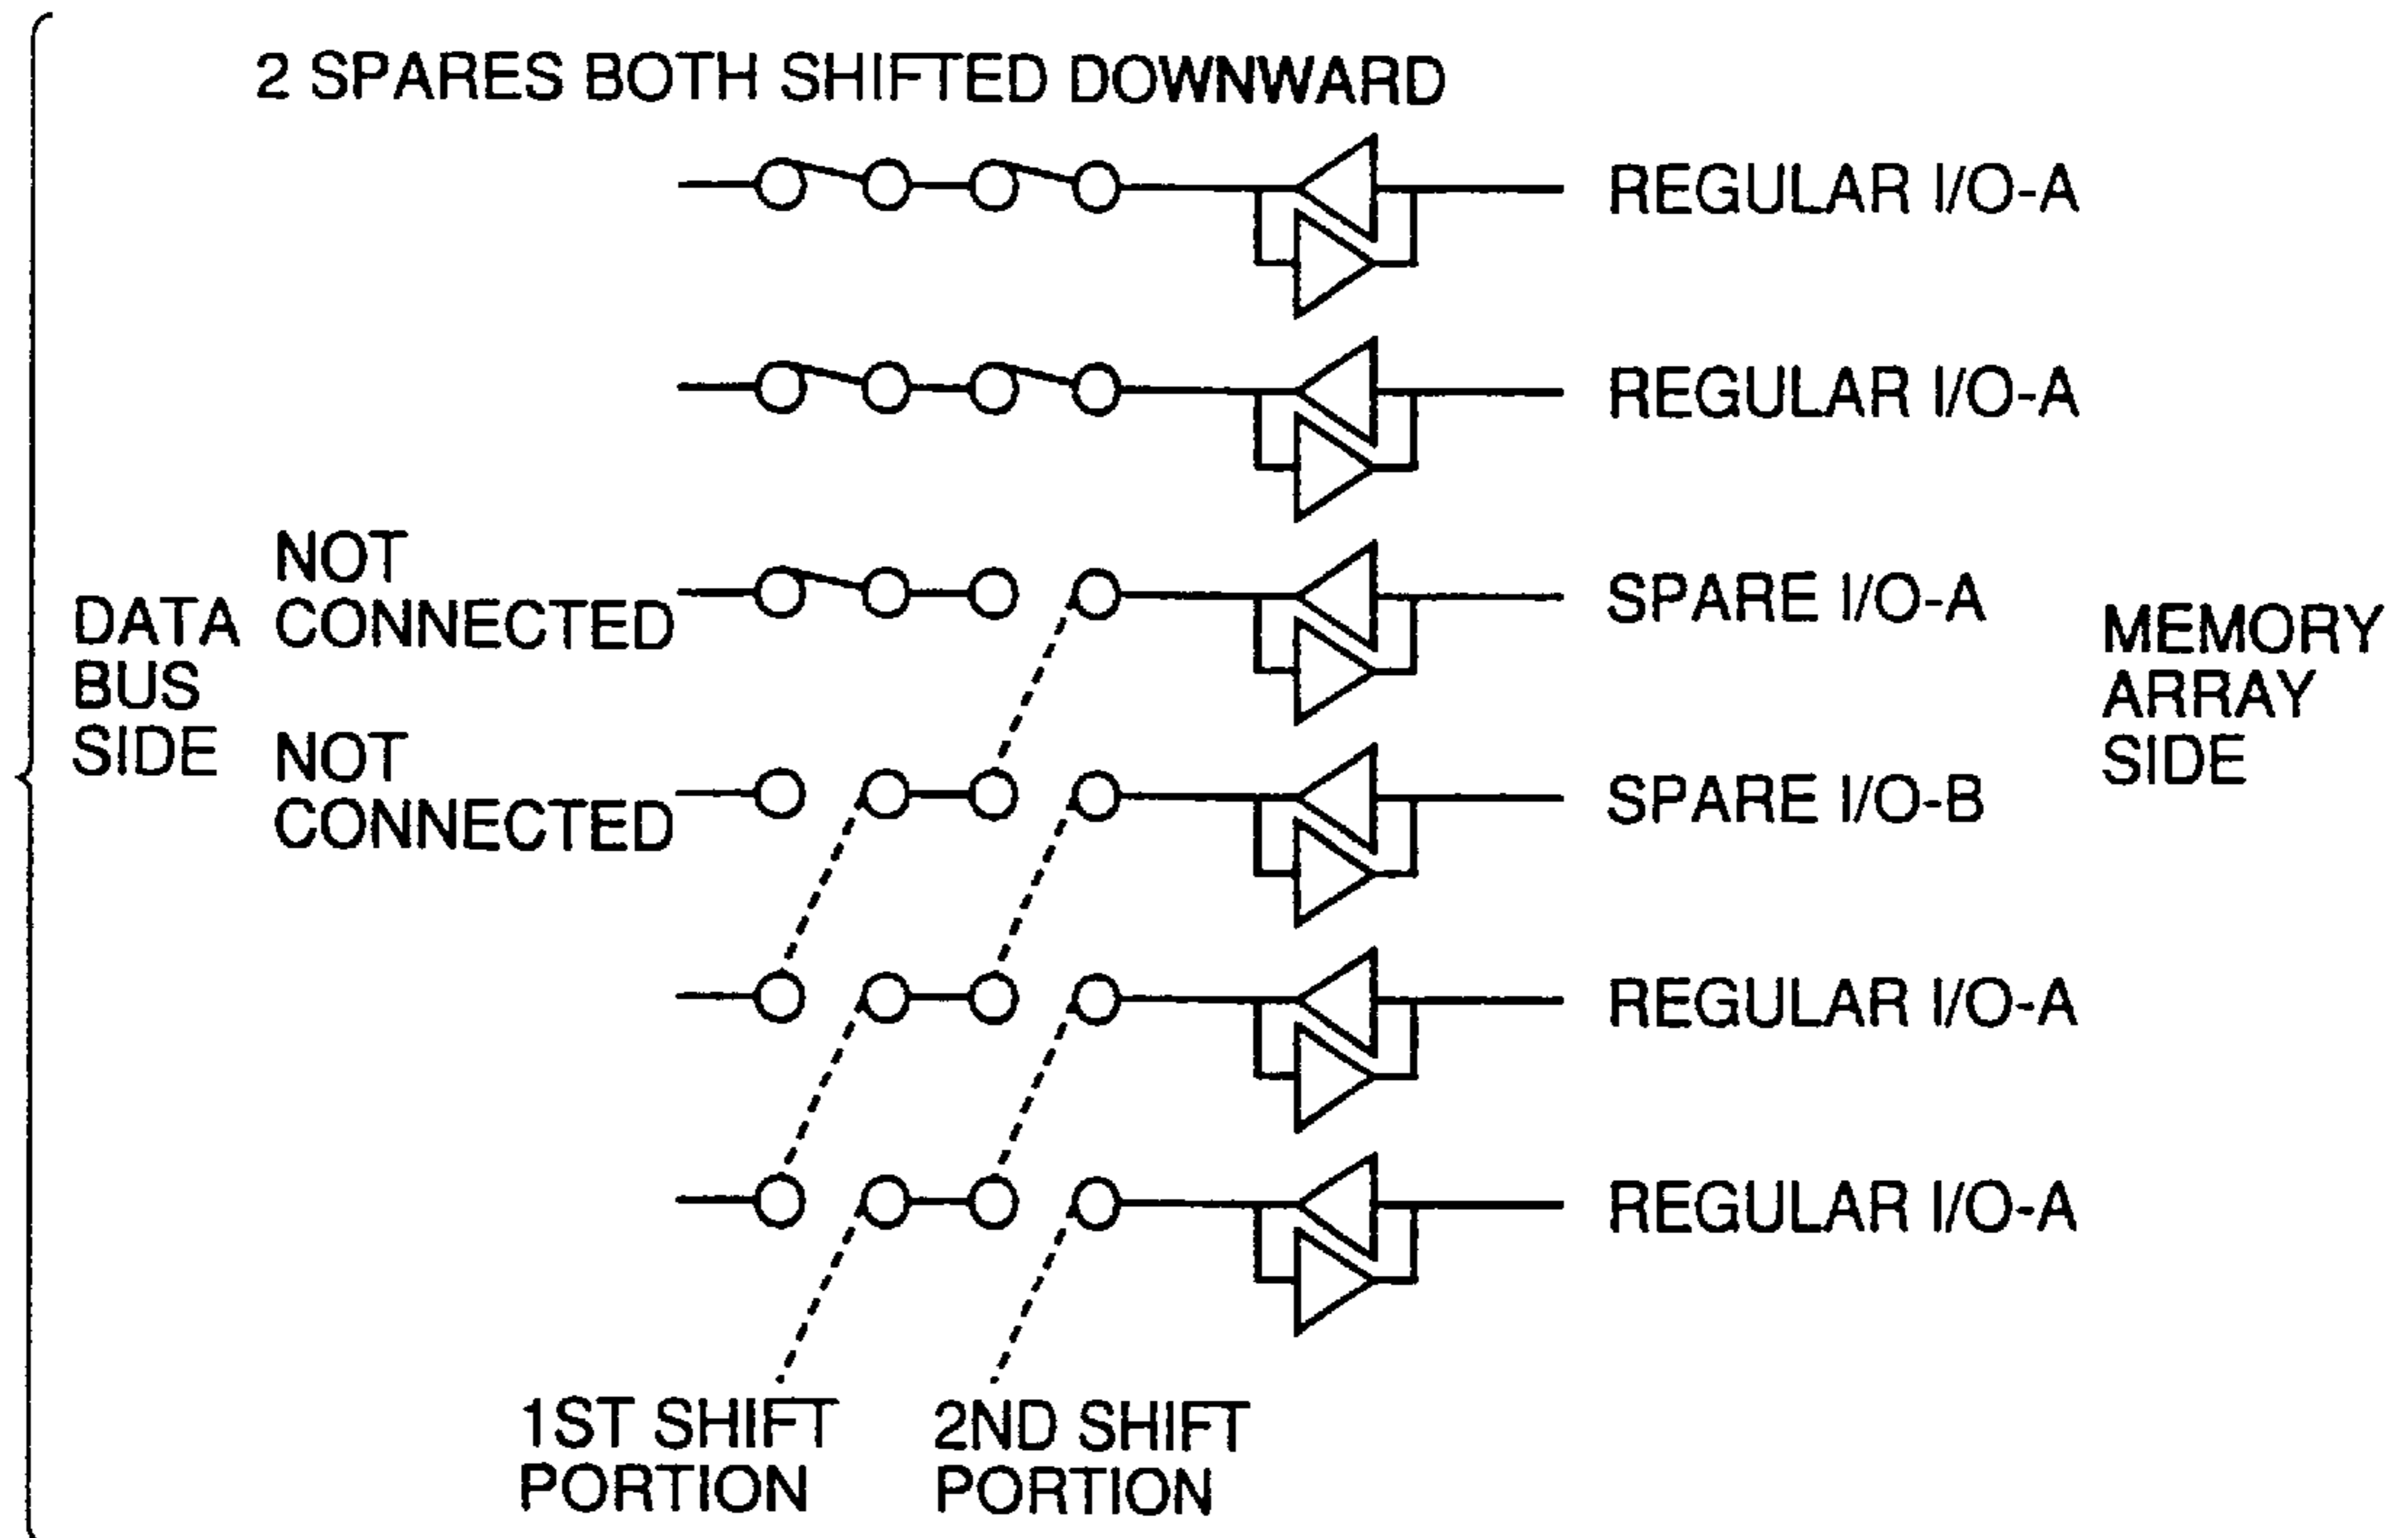 2 SPARES BOTH SHIFTED DOWNWARD
REGULAR I/O-A
REGULAR I/O-A
DATA
BUS
SIDE
NOT
CONNECTED
SPARE I/O-A
NOT
CONNECTED
SPARE I/O-B
MEMORY
ARRAY
SIDE
REGULAR I/O-A
REGULAR I/O-A
1ST SHIFT
PORTION
2ND SHIFT
PORTION